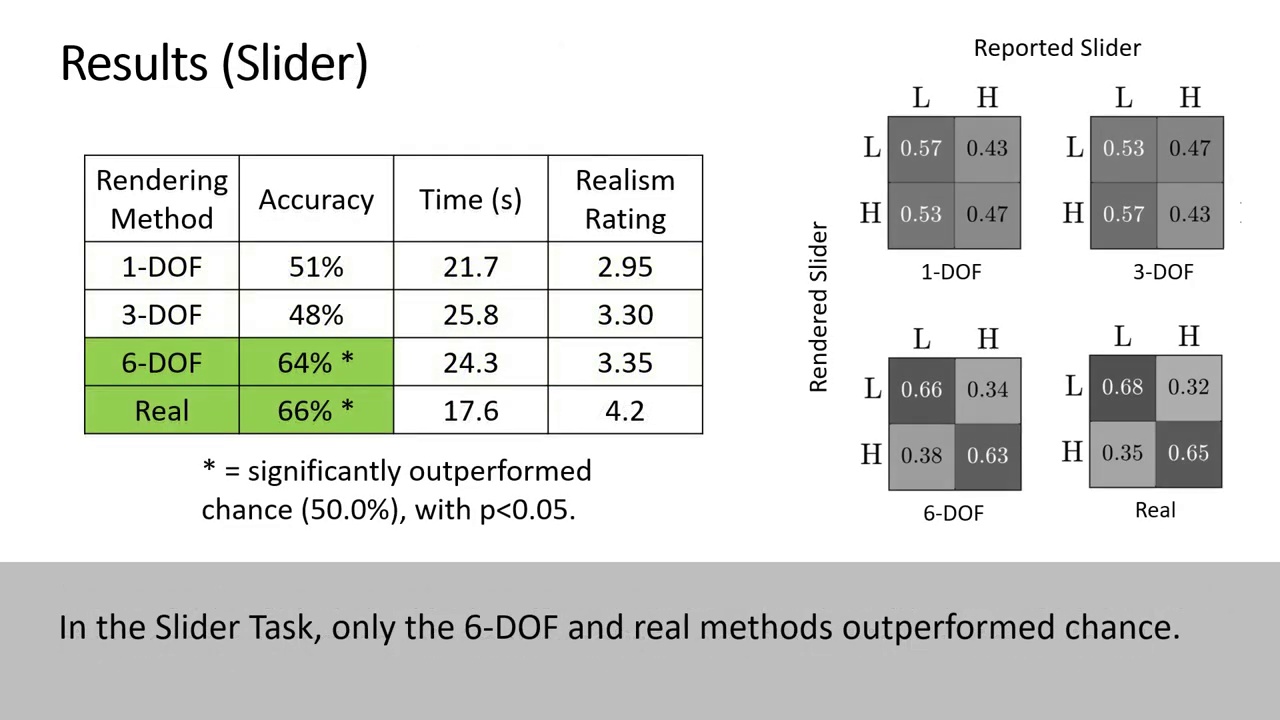 Results (Slider)
Rendering Method Accuracy Time (s) Realism Rating
1-DOF 51% 21.7 2.95
3-DOF 48% 25.8 3.30
6-DOF 64% * 24.3 3.35
Real 66% * 17.6 4.2
* = significantly outperformed
chance (50.0%), with p<0.05.
Reported Slider
Rendered Slider
L H
L 0.57 0.43
H 0.53 0.47
1-DOF
L H
L 0.53 0.47
H 0.57 0.43
3-DOF
L H
L 0.66 0.34
H 0.38 0.63
6-DOF
L H
L 0.68 0.32
H 0.35 0.65
Real
In the Slider Task, only the 6-DOF and real methods outperformed chance.